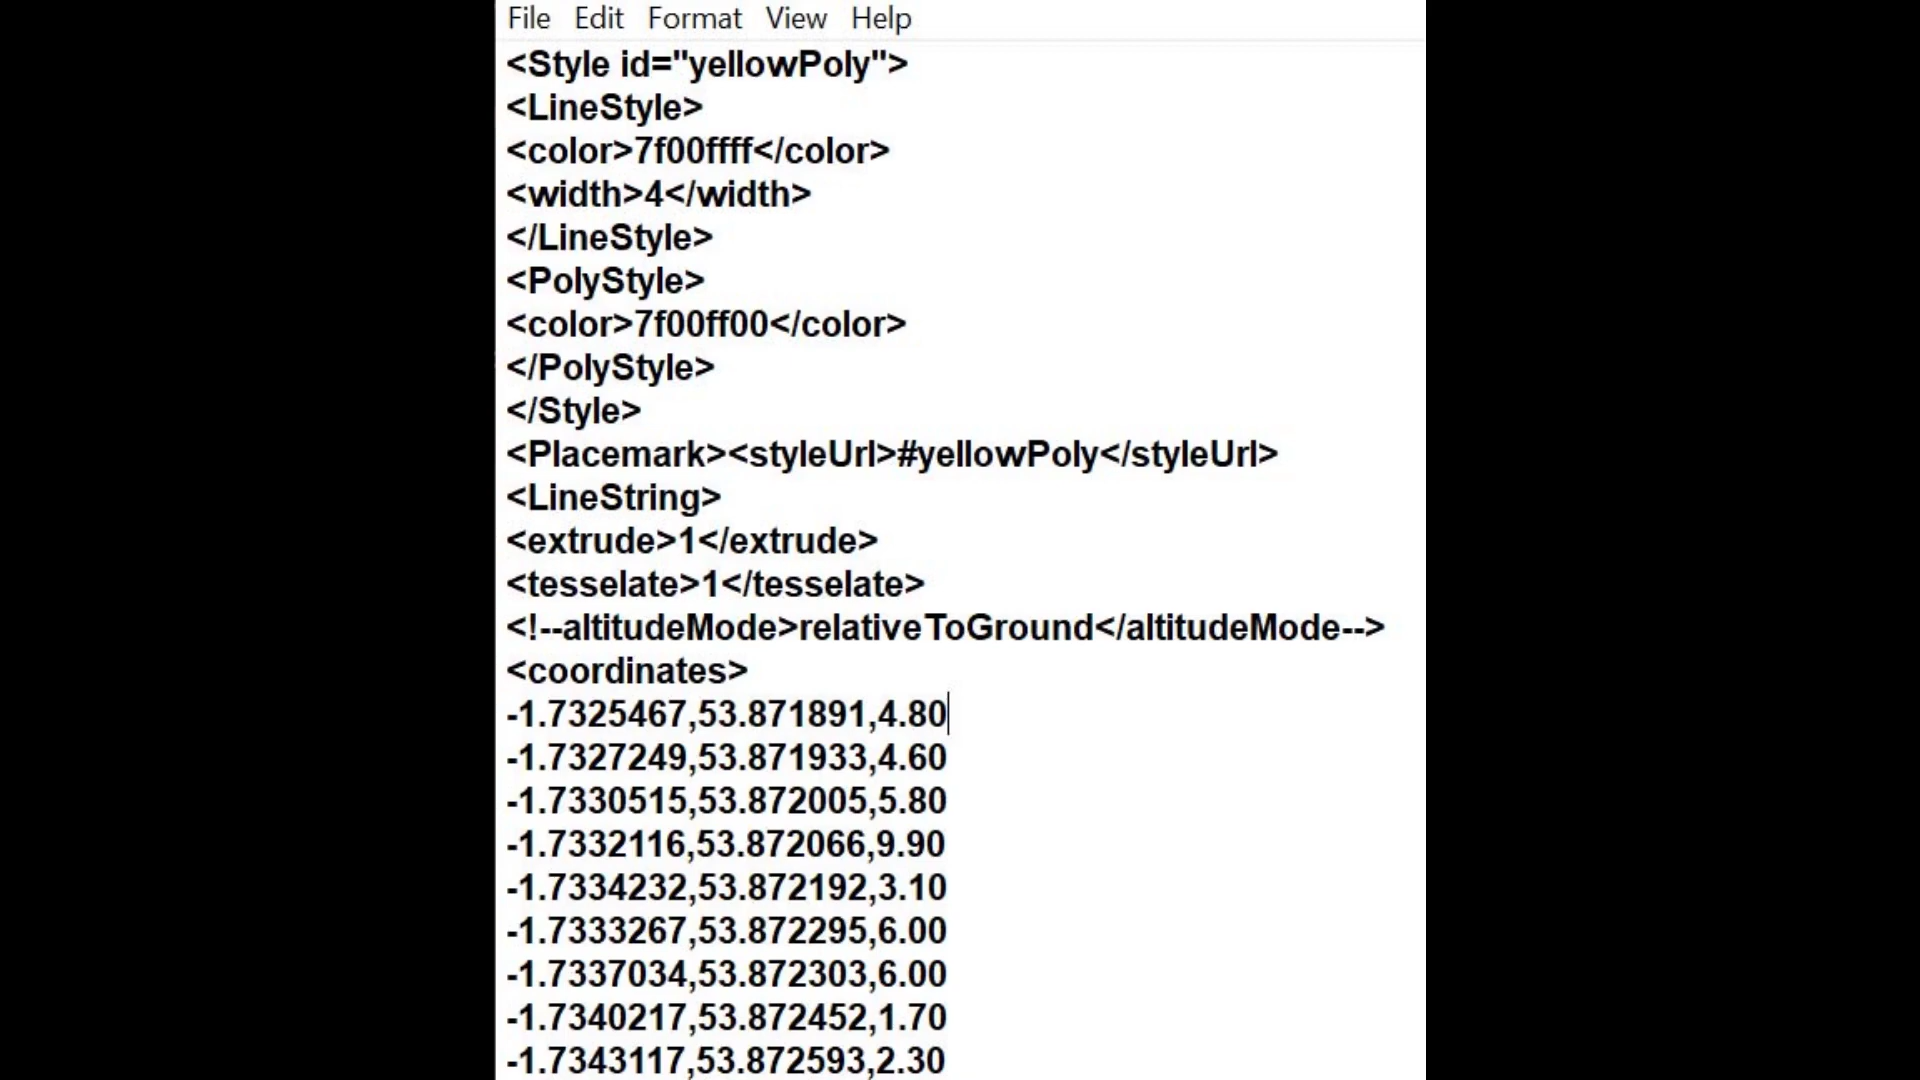 File Edit Format View Help
<Style id="yellowPoly">
<LineStyle>
<color>7f00ffff</color>
<width>4</width>
</LineStyle>
<PolyStyle>
<color>7f00ff00</color>
</PolyStyle>
</Style>
<Placemark><styleUrl>#yellowPoly</styleUrl>
<LineString>
<extrude>1</extrude>
<tesselate>1</tesselate>
<!--altitudeMode>relativeToGround</altitudeMode-->
<coordinates>
-1.7325467,53.871891,4.80
-1.7327249,53.871933,4.60
-1.7330515,53.872005,5.80
-1.7332116,53.872066,9.90
-1.7334232,53.872192,3.10
-1.7333267,53.872295,6.00
-1.7337034,53.872303,6.00
-1.7340217,53.872452,1.70
-1.7343117,53.872593,2.30